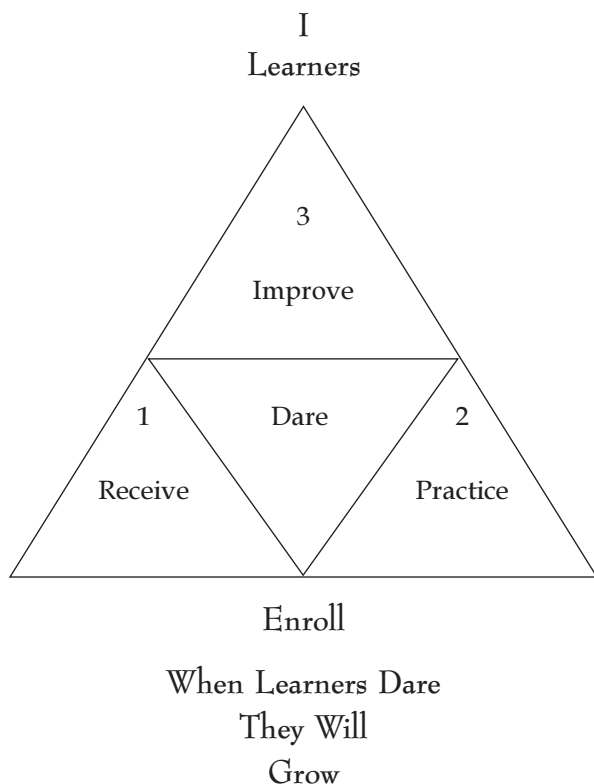 I
Learners
3
Improve
1
Dare
2
Receive
Practice
Enroll
When Learners Dare
They Will
Grow